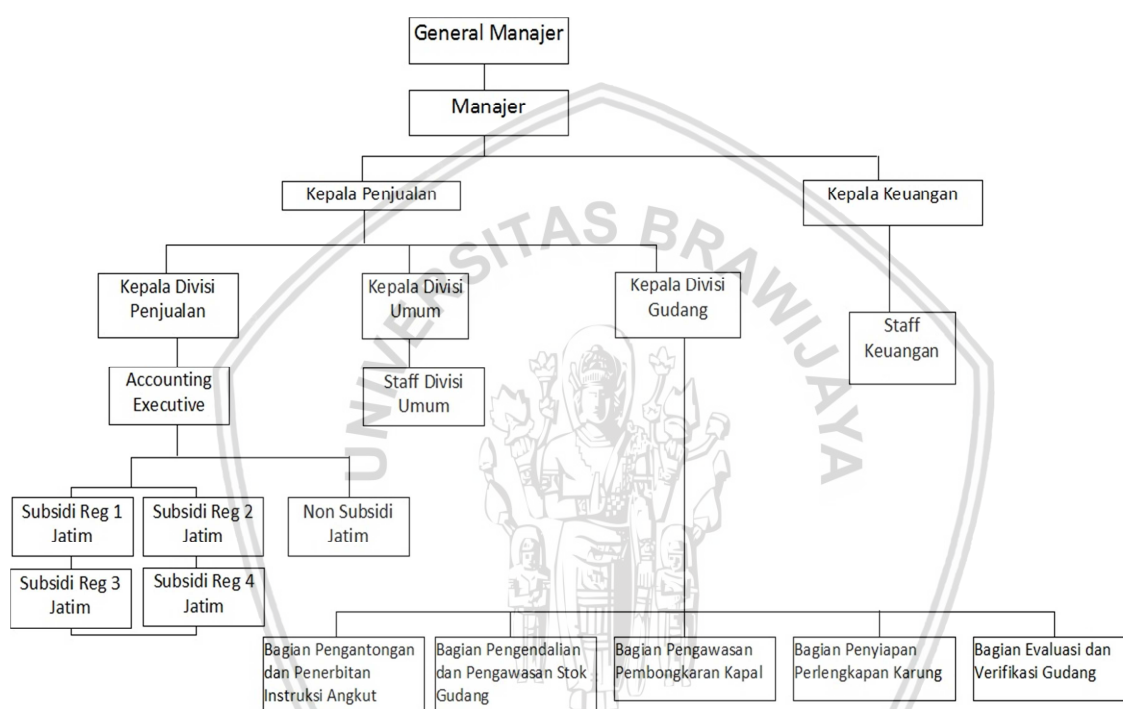 General Manajer
Manajer
Kepala Penjualan
Kepala Keuangan
UNIVERSITAS BRAWIJAYA
Kepala Divisi
Penjualan
Kepala Divisi
Umum
Kepala Divisi
Gudang
Staff
Keuangan
Accounting
Executive
Staff Divisi
Umum
Subsidi Reg 1
Jatim
Subsidi Reg 2
Jatim
Non Subsidi
Jatim
Subsidi Reg 3
Jatim
Subsidi Reg 4
Jatim
Bagian Pengantongan
dan Penerbitan
Instruksi Angkut
Bagian Pengendalian
dan Pengawasan Stok
Gudang
Bagian Pengawasan
Pembongkaran Kapal
Bagian Penyiapan
Perlengkapan Karung
Bagian Evaluasi dan
Verifikasi Gudang